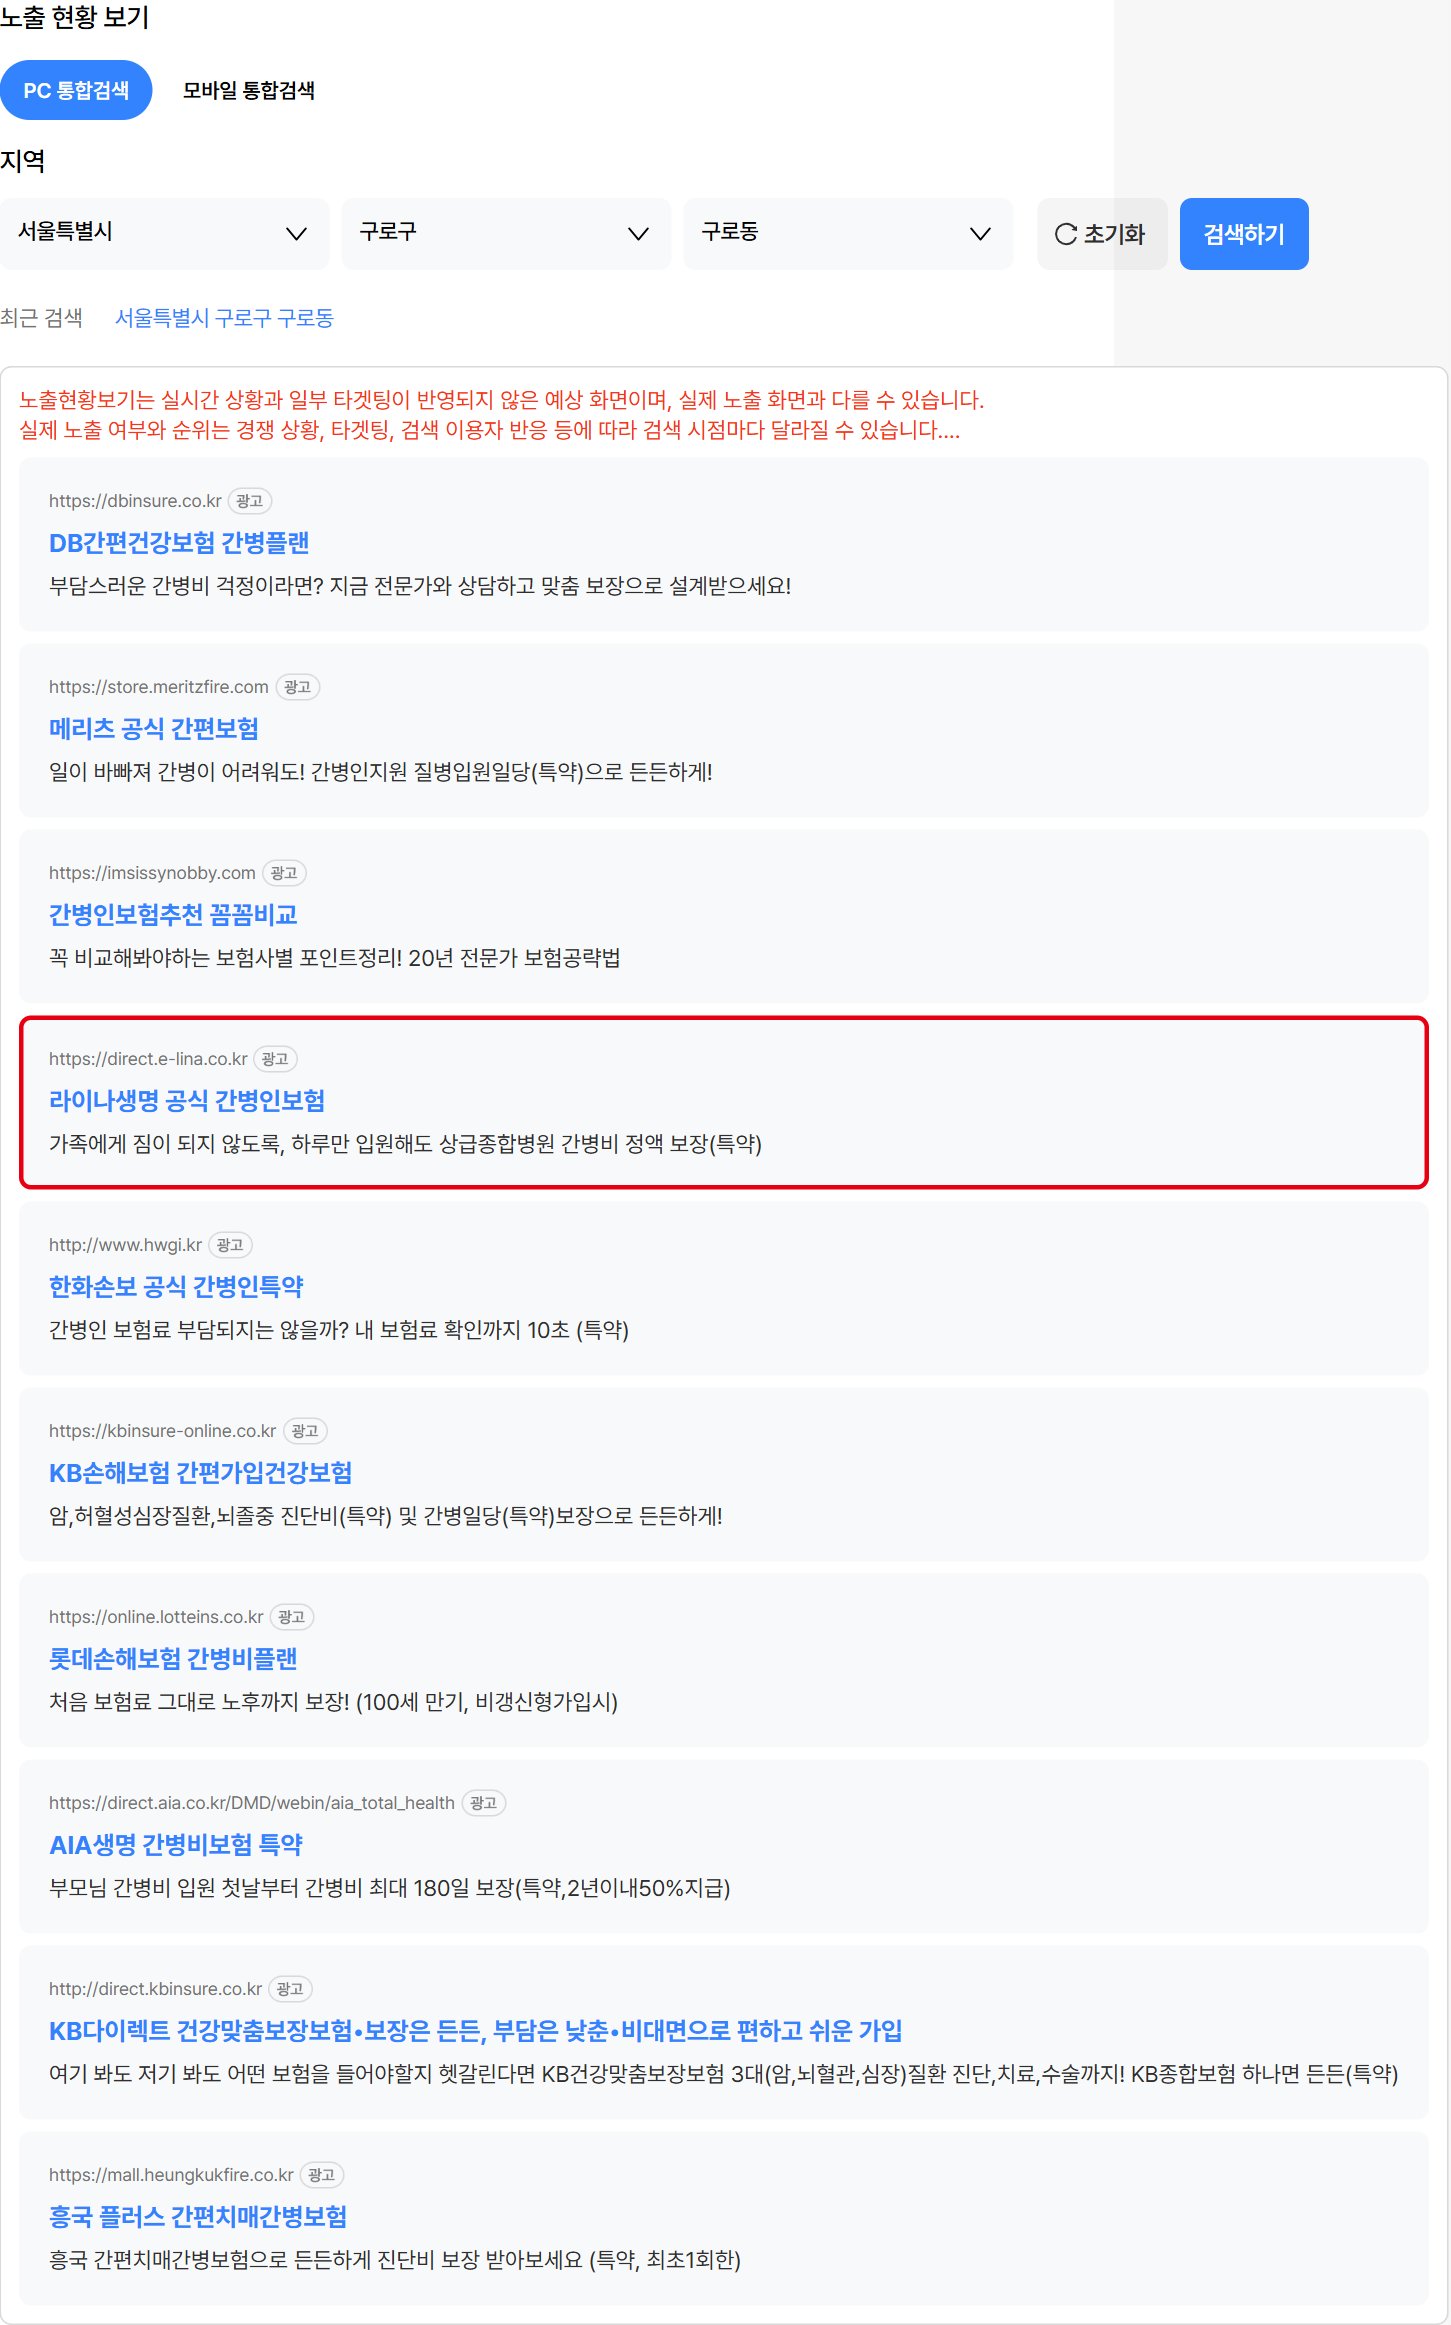 노출 현황 보기
PC 통합검색 모바일 통합검색
지역
서울특별시 구로구 구로동 초기화 검색하기
최근 검색 서울특별시 구로구 구로동
노출현황보기는 실시간 상황과 일부 타겟팅이 반영되지 않은 예상 화면이며, 실제 노출 화면과 다를 수 있습니다.
실제 노출 여부와 순위는 경쟁 상황, 타겟팅, 검색 이용자 반응 등에 따라 검색 시점마다 달라질 수 있습니다....
https://dbinsure.co.kr 광고
DB간편건강보험 간병플랜
부담스러운 간병비 걱정이라면? 지금 전문가와 상담하고 맞춤 보장으로 설계받으세요!
https://store.meritzfire.com 광고
메리츠 공식 간편보험
일이 바빠져 간병이 어려워도! 간병인지원 질병입원일당(특약)으로 든든하게!
https://imsissynobby.com 광고
간병인보험추천 꼼꼼비교
꼭 비교해봐야하는 보험사별 포인트정리! 20년 전문가 보험공략법
https://direct.e-lina.co.kr 광고
라이나생명 공식 간병인보험
가족에게 짐이 되지 않도록, 하루만 입원해도 상급종합병원 간병비 정액 보장(특약)
http://www.hwgi.kr 광고
한화손보 공식 간병인특약
간병인 보험료 부담되지는 않을까? 내 보험료 확인까지 10초 (특약)
https://kbinsure-online.co.kr 광고
KB손해보험 간편가입건강보험
암,허혈성심장질환,뇌졸중 진단비(특약) 및 간병일당(특약)보장으로 든든하게!
https://online.lotteins.co.kr 광고
롯데손해보험 간병비플랜
처음 보험료 그대로 노후까지 보장! (100세 만기, 비갱신형가입시)
https://direct.aia.co.kr/DMD/webin/aia_total_health 광고
AIA생명 간병비보험 특약
부모님 간병비 입원 첫날부터 간병비 최대 180일 보장(특약,2년이내50%지급)
http://direct.kbinsure.co.kr 광고
KB다이렉트 건강맞춤보장보험•보장은 든든, 부담은 낮춘•비대면으로 편하고 쉬운 가입
여기 봐도 저기 봐도 어떤 보험을 들어야할지 헷갈린다면 KB건강맞춤보장보험 3대(암,뇌혈관,심장)질환 진단,치료,수술까지! KB종합보험 하나면 든든(특약)
https://mall.heungkukfire.co.kr 광고
흥국 플러스 간편치매간병보험
흥국 간편치매간병보험으로 든든하게 진단비 보장 받아보세요 (특약, 최초1회한)